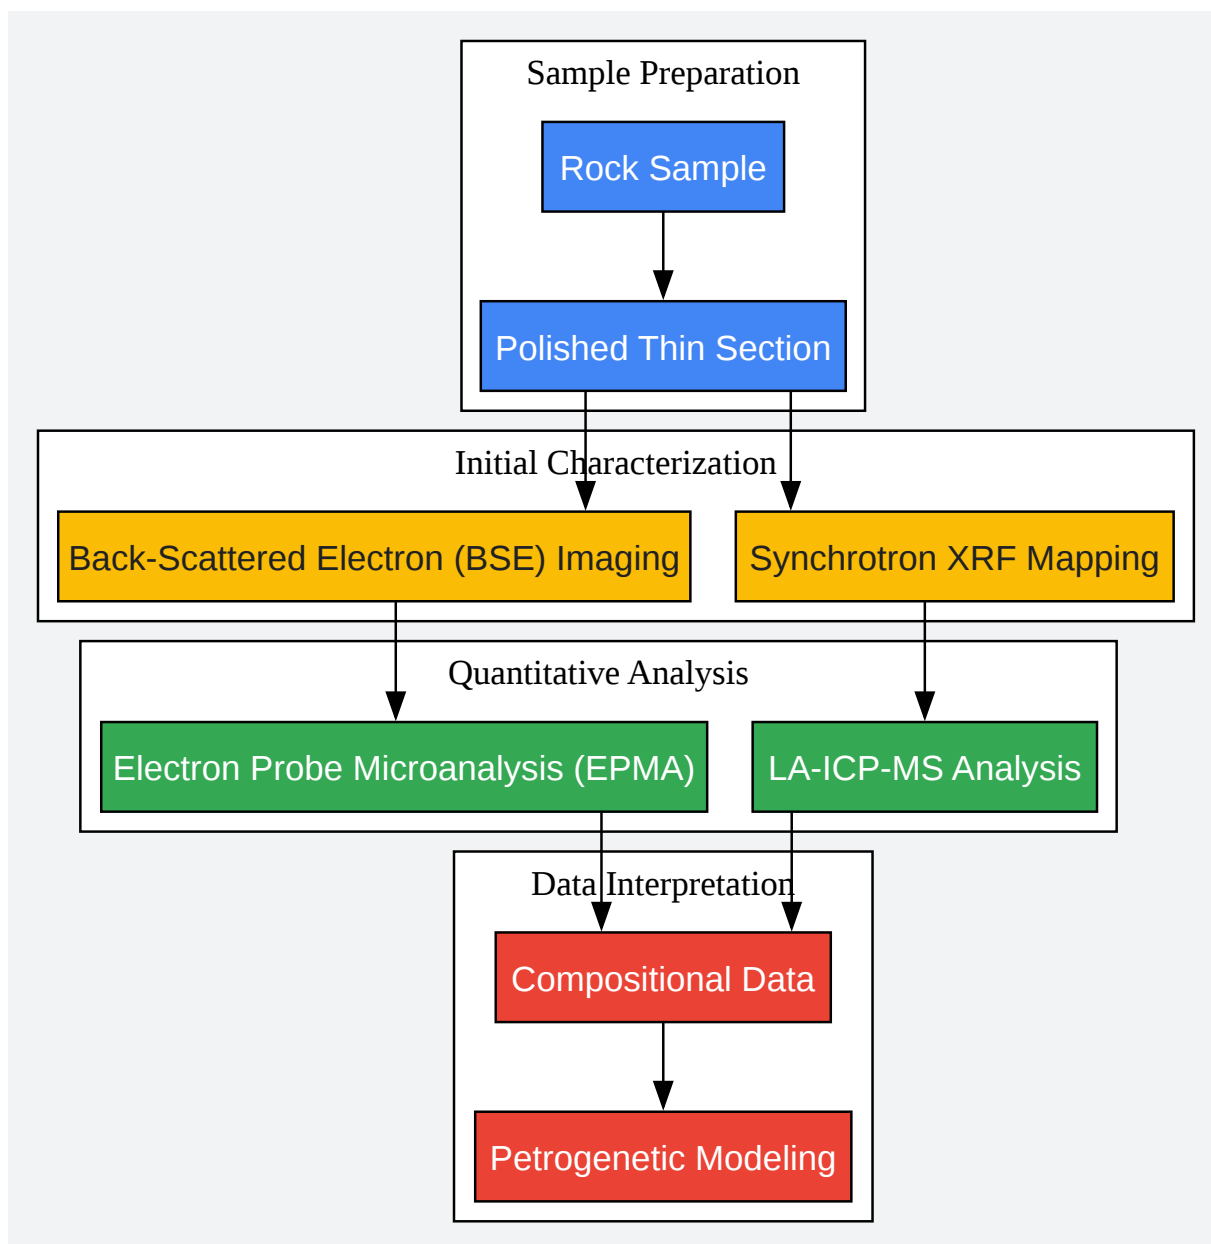 Sample Preparation
Rock Sample
Polished Thin Section
Initial Characterization
Back-Scattered Electron (BSE) Imaging
Synchrotron XRF Mapping
Quantitative Analysis
Electron Probe Microanalysis (EPMA)
LA-ICP-MS Analysis
Data Interpretation
Compositional Data
Petrogenetic Modeling